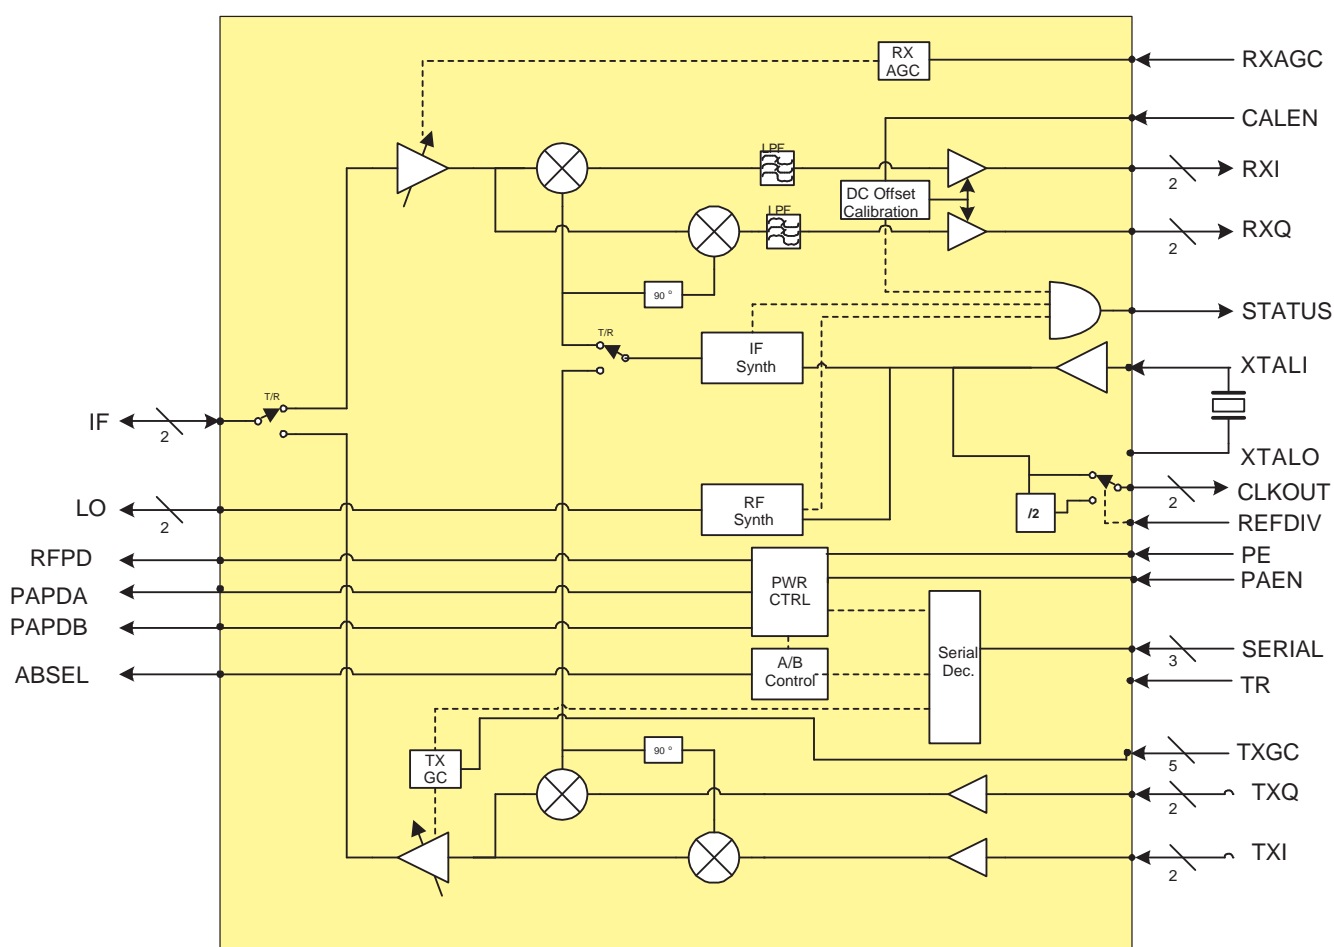 RX
AGC
RXAGC
CALEN
LPF
RXI
2
DC Offset
Calibration
LPF
RXQ
2
90 °
STATUS
T/R
IF
Synth
XTALI
T/R
IF
2
XTALO
CLKOUT
2
LO
2
RF
Synth
/2
REFDIV
RFPD
PE
PWR
CTRL
PAEN
PAPDA
PAPDB
SERIAL
3
A/B
Control
Serial
Dec.
ABSEL
TR
90 °
TX
GC
TXGC
5
TXQ
2
TXI
2